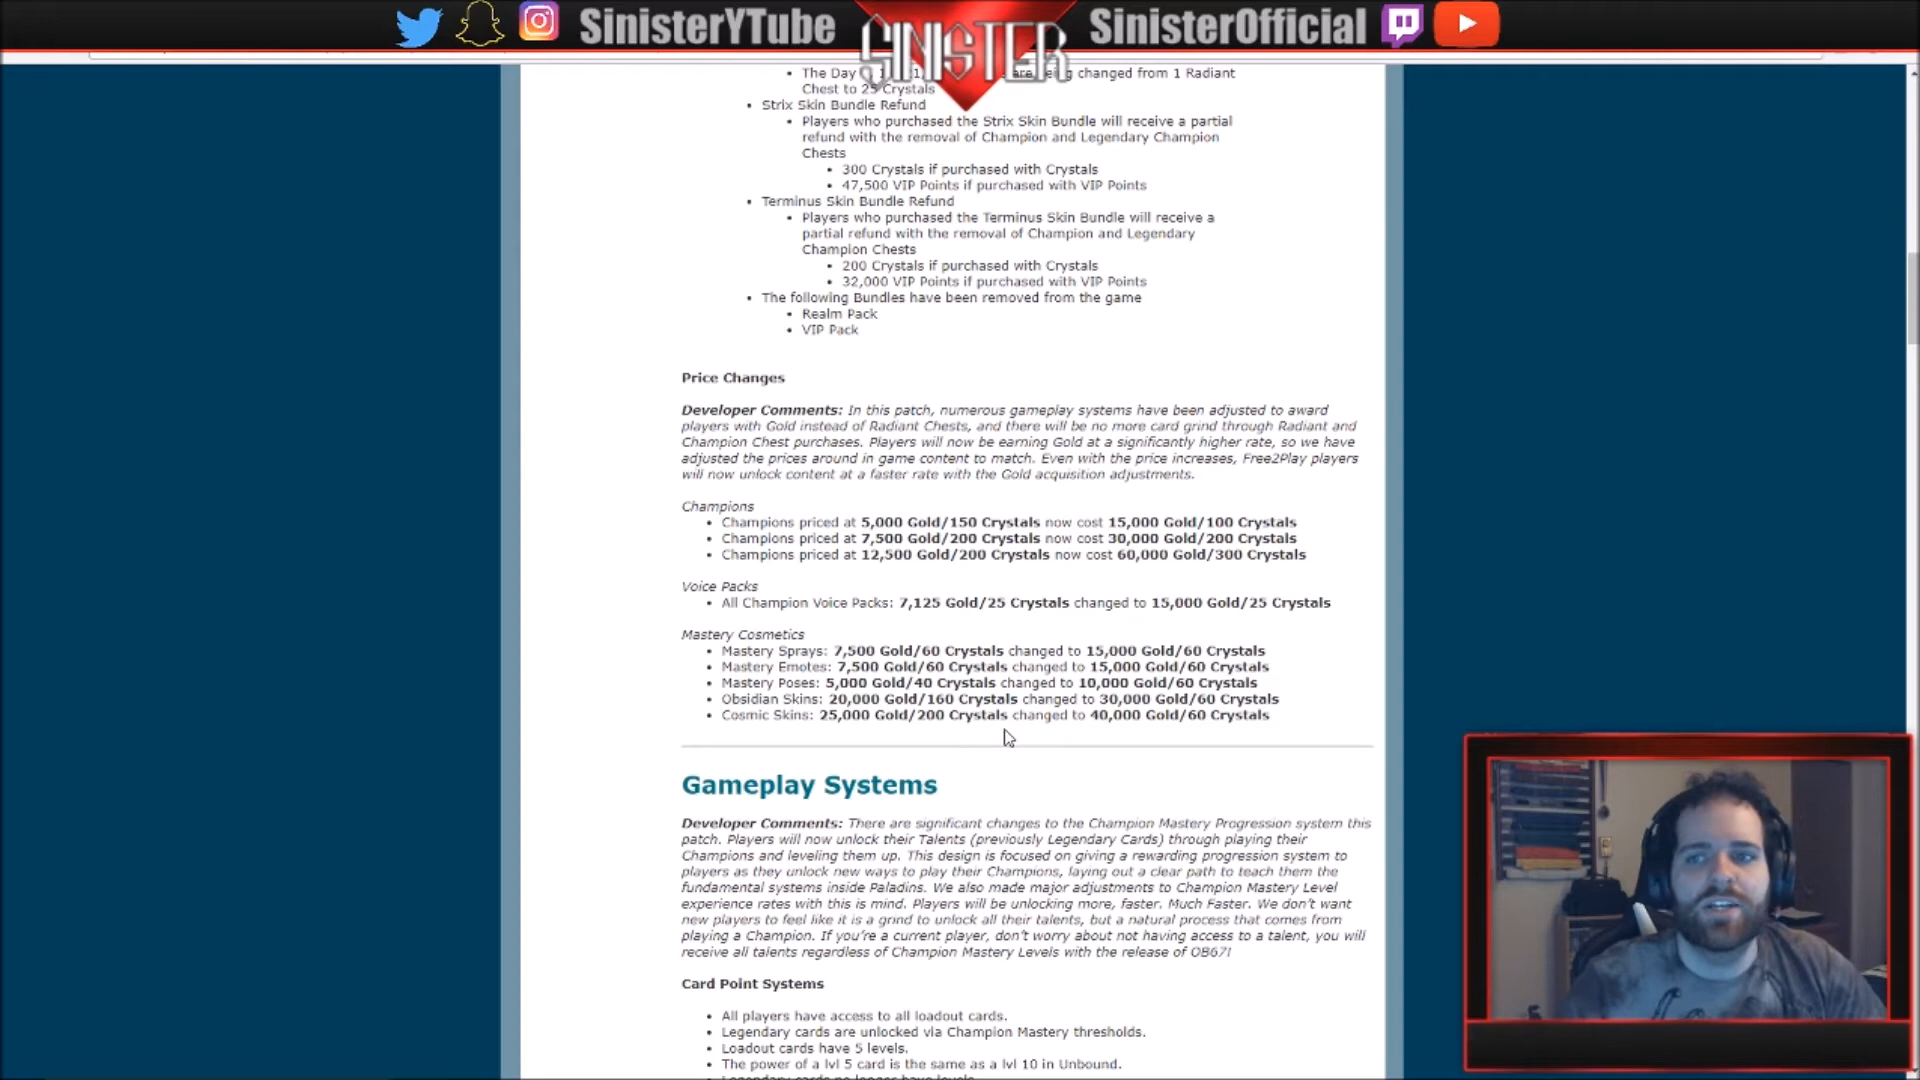 SinisterYTube SINISTER SinisterOfficial
The Day are being changed from 1 Radiant
Chest to 25 Crystals
• Strix Skin Bundle Refund
• Players who purchased the Strix Skin Bundle will receive a partial
refund with the removal of Champion and Legendary Champion
Chests
• 300 Crystals if purchased with Crystals
• 47,500 VIP Points if purchased with VIP Points
• Terminus Skin Bundle Refund
• Players who purchased the Terminus Skin Bundle will receive a
partial refund with the removal of Champion and Legendary
Champion Chests
• 200 Crystals if purchased with Crystals
• 32,000 VIP Points if purchased with VIP Points
• The following Bundles have been removed from the game
• Realm Pack
• VIP Pack
Price Changes
Developer Comments: In this patch, numerous gameplay systems have been adjusted to award
players with Gold instead of Radiant Chests, and there will be no more card grind through Radiant and
Champion Chest purchases. Players will now be earning Gold at a significantly higher rate, so we have
adjusted the prices around in game content to match. Even with the price increases, Free2Play players
will now unlock content at a faster rate with the Gold acquisition adjustments.
Champions
• Champions priced at 5,000 Gold/150 Crystals now cost 15,000 Gold/100 Crystals
• Champions priced at 7,500 Gold/200 Crystals now cost 30,000 Gold/200 Crystals
• Champions priced at 12,500 Gold/200 Crystals now cost 60,000 Gold/300 Crystals
Voice Packs
• All Champion Voice Packs: 7,125 Gold/25 Crystals changed to 15,000 Gold/25 Crystals
Mastery Cosmetics
• Mastery Sprays: 7,500 Gold/60 Crystals changed to 15,000 Gold/60 Crystals
• Mastery Emotes: 7,500 Gold/60 Crystals changed to 15,000 Gold/60 Crystals
• Mastery Poses: 5,000 Gold/40 Crystals changed to 10,000 Gold/60 Crystals
• Obsidian Skins: 20,000 Gold/160 Crystals changed to 30,000 Gold/60 Crystals
• Cosmic Skins: 25,000 Gold/200 Crystals changed to 40,000 Gold/60 Crystals
Gameplay Systems
Developer Comments: There are significant changes to the Champion Mastery Progression system this
patch. Players will now unlock their Talents (previously Legendary Cards) through playing their
Champions and leveling them up. This design is focused on giving a rewarding progression system to
players as they unlock new ways to play their Champions, laying out a clear path to teach them the
fundamental systems inside Paladins. We also made major adjustments to Champion Mastery Level
experience rates with this is mind. Players will be unlocking more, faster. Much Faster. We don't want
new players to feel like it is a grind to unlock all their talents, but a natural process that comes from
playing a Champion. If you're a current player, don't worry about not having access to a talent, you will
receive all talents regardless of Champion Mastery Levels with the release of OB67!
Card Point Systems
• All players have access to all loadout cards.
• Legendary cards are unlocked via Champion Mastery thresholds.
• Loadout cards have 5 levels.
• The power of a lvl 5 card is the same as a lvl 10 in Unbound.
• Legendary cards no longer have levels